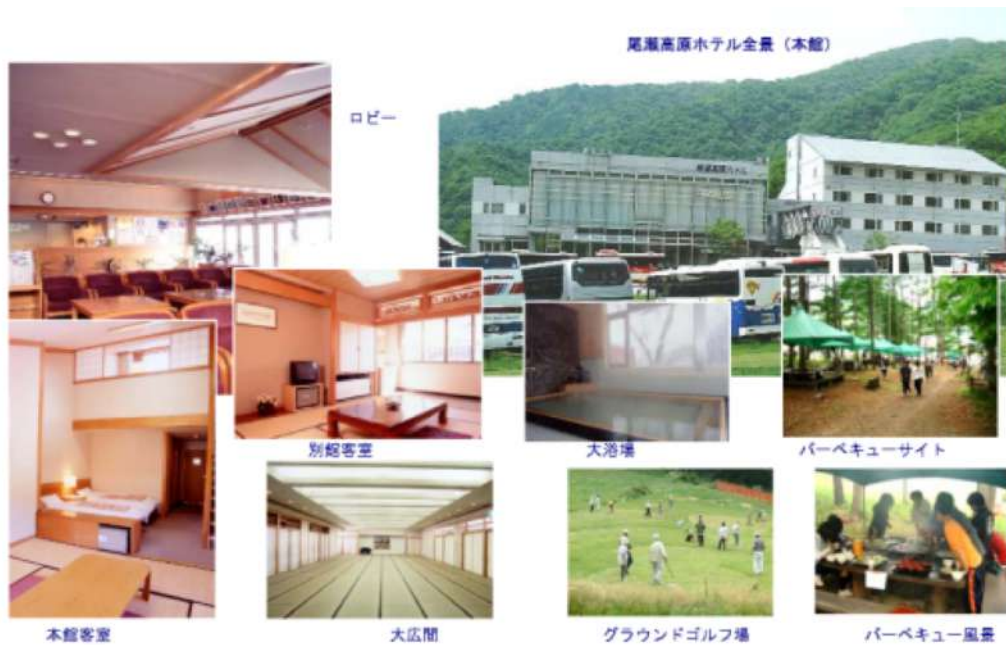 尾瀬高原ホテル全景（本館）
ロビー
別館客室
大浴場
バーベキューサイト
本館客室
大広間
グラウンドゴルフ場
バーベキュー風景